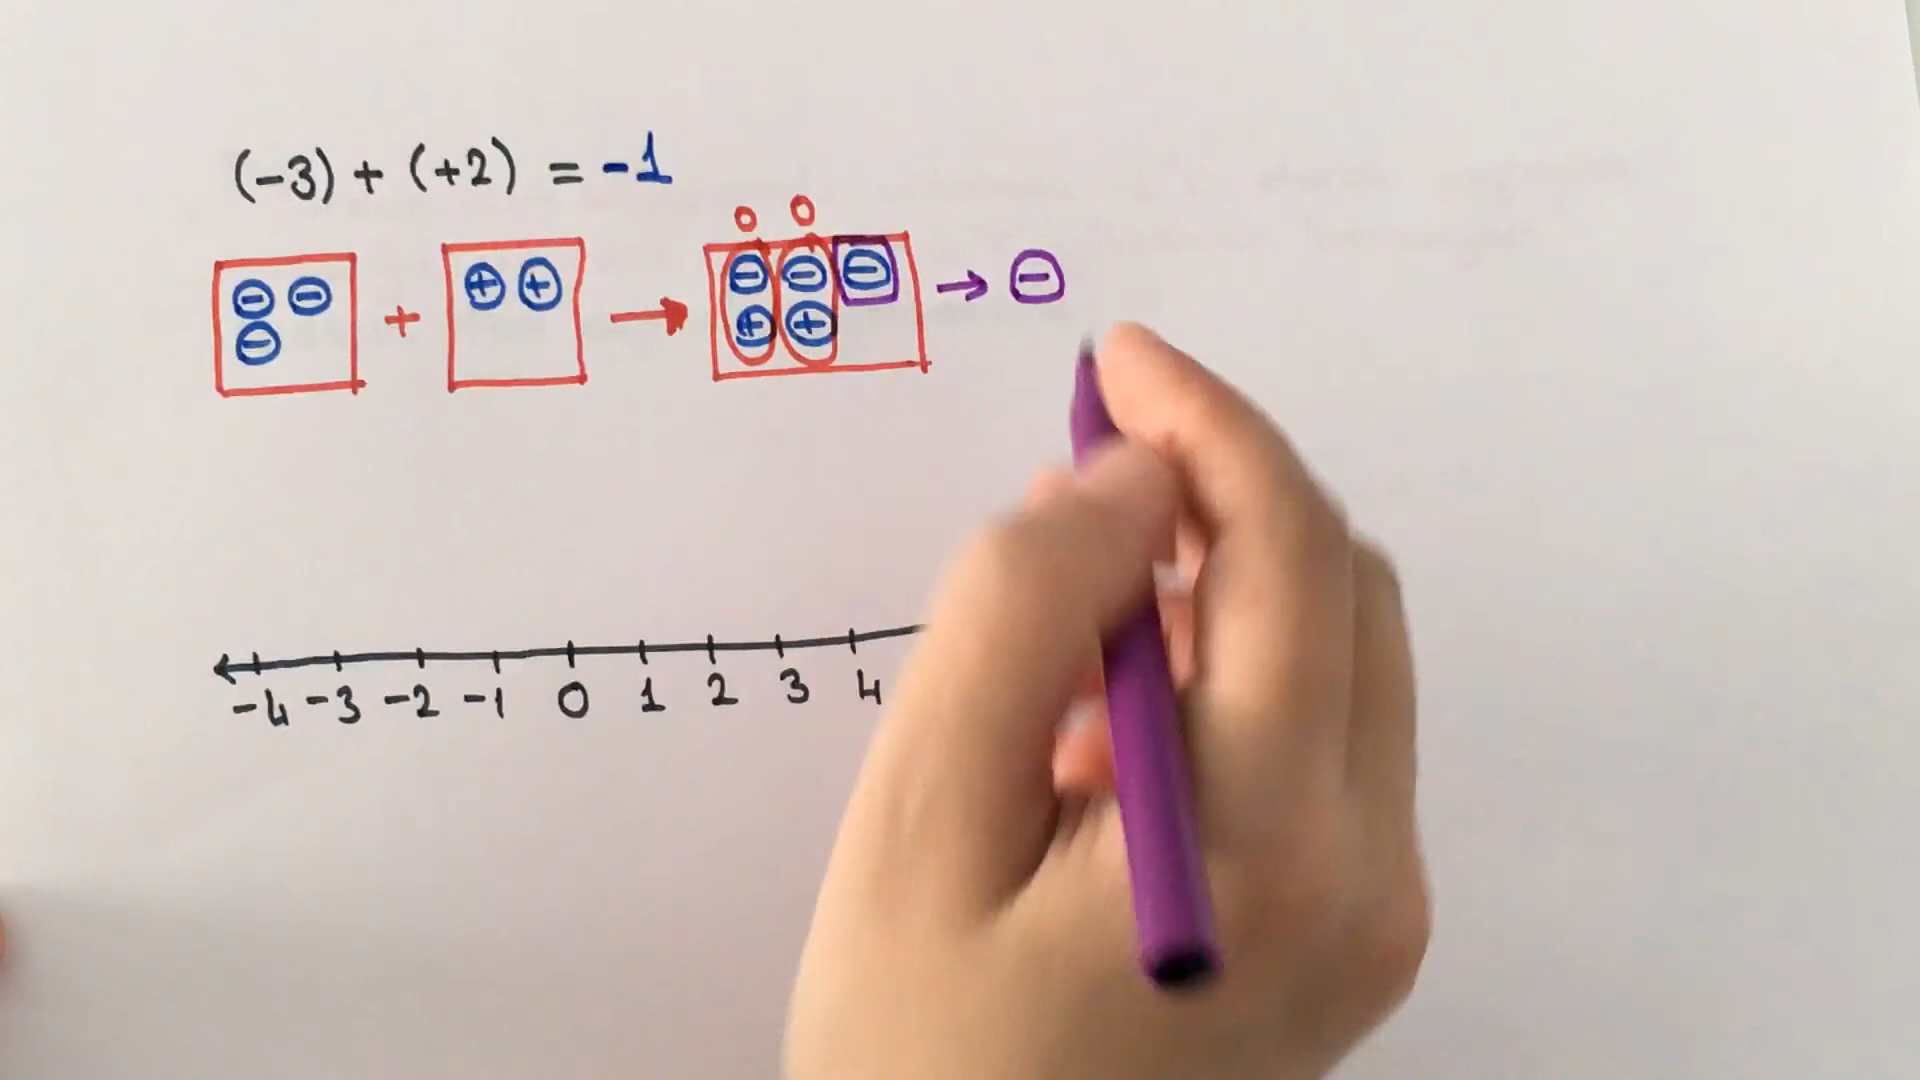 (-3) + (+2) = -1
0 0
⊖ ⊖ ⊕ ⊕ ⊖ ⊖ ⊖ → ⊖
⊖ + → ⊕ ⊕
-4 -3 -2 -1 0 1 2 3 4